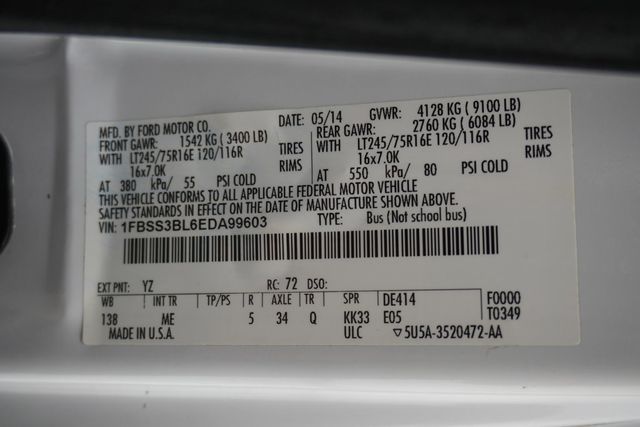 MFD. BY FORD MOTOR CO. DATE: 05/14 GVWR: 4128 KG ( 9100 LB)
FRONT GAWR: 1542 KG ( 3400 LB) REAR GAWR: 2760 KG ( 6084 LB)
WITH LT245/75R16E 120/116R TIRES WITH LT245/75R16E 120/116R TIRES
16x7.0K RIMS 16x7.0K RIMS
AT 380 kPa/ 55 PSI COLD AT 550 kPa/ 80 PSI COLD
THIS VEHICLE CONFORMS TO ALL APPLICABLE FEDERAL MOTOR VEHICLE
SAFETY STANDARDS IN EFFECT ON THE DATE OF MANUFACTURE SHOWN ABOVE.
VIN: 1FBSS3BL6EDA99603 TYPE: Bus (Not school bus)
EXT PNT: YZ RC: 72 DSO:
WB INT TR TP/PS R AXLE TR SPR DE414 F0000
138 ME 5 34 Q KK33 E05 T0349
MADE IN U.S.A. ULC ▽5U5A-3520472-AA